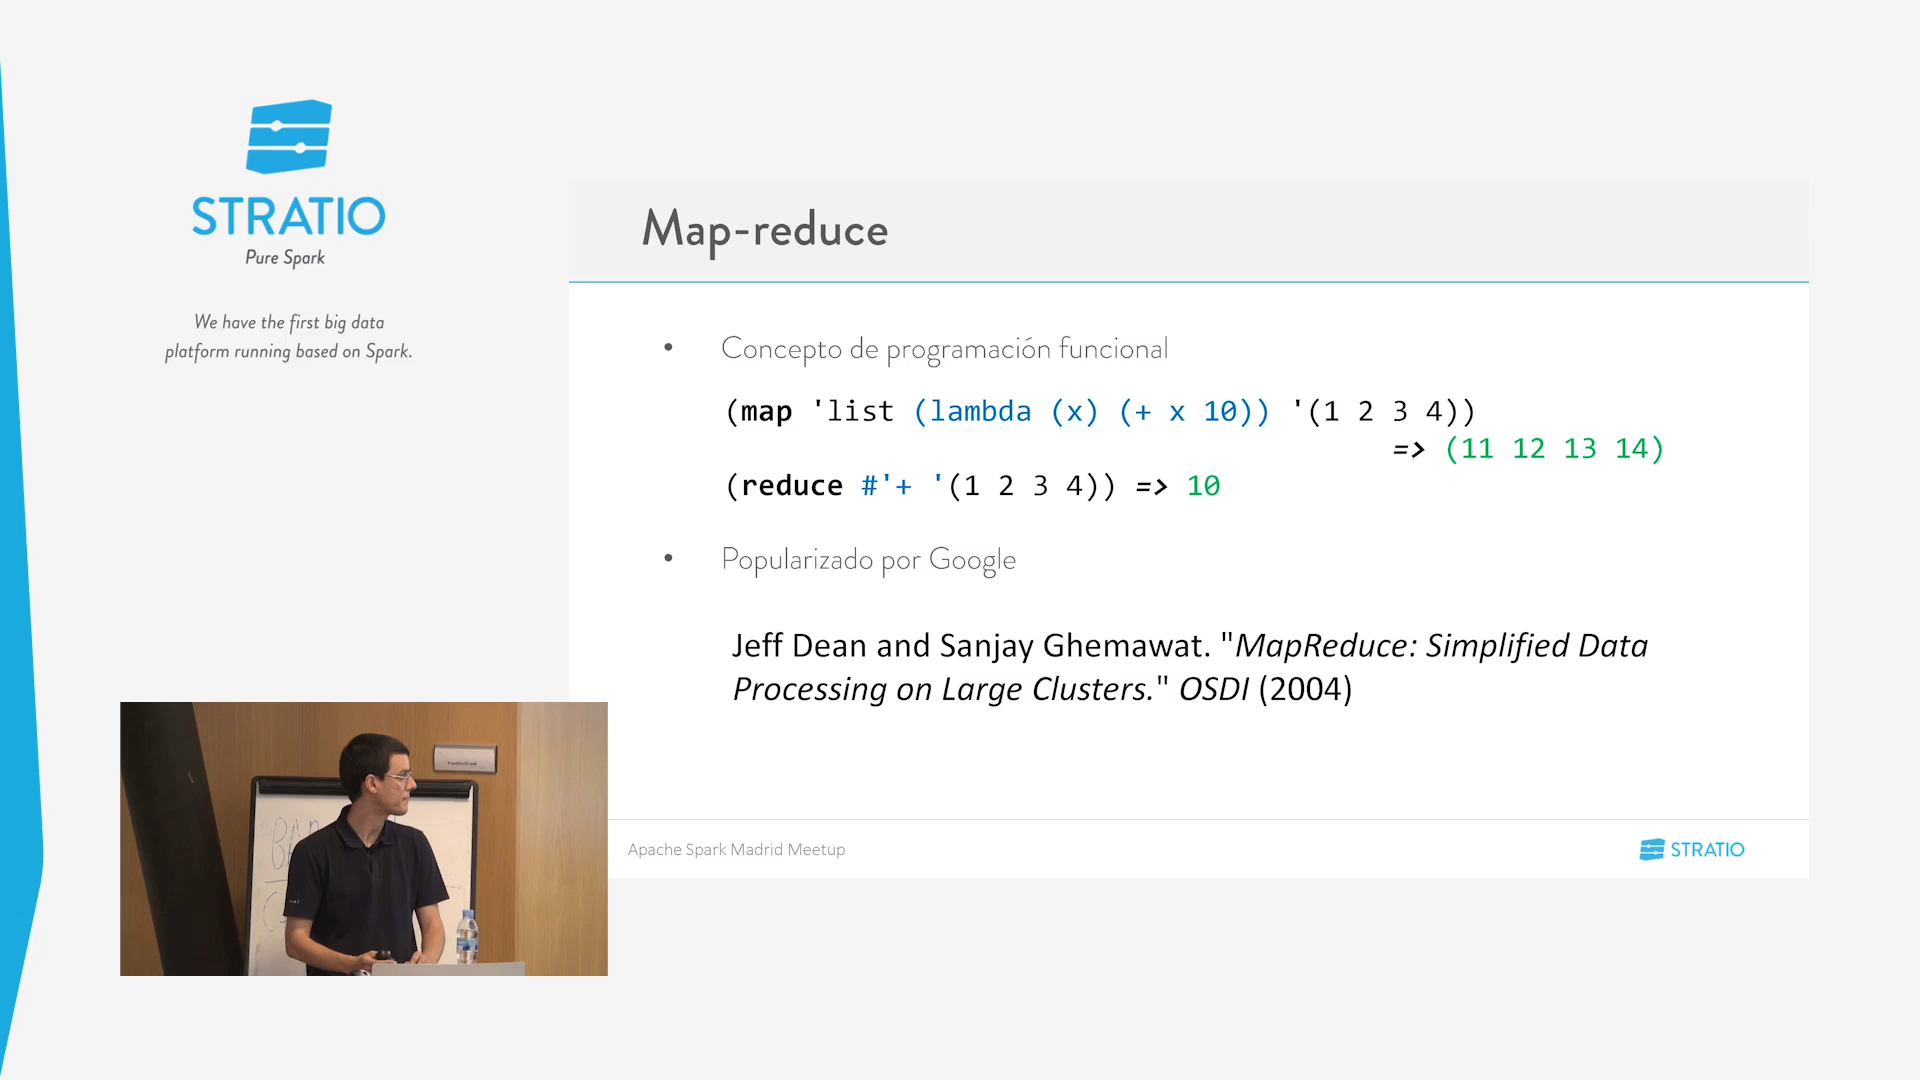 STRATIO
Pure Spark
We have the first big data
platform running based on Spark.
Map-reduce
• Concepto de programación funcional
(map 'list (lambda (x) (+ x 10)) '(1 2 3 4))
=> (11 12 13 14)
(reduce #'+ '(1 2 3 4)) => 10
• Popularizado por Google
Jeff Dean and Sanjay Ghemawat. "MapReduce: Simplified Data
Processing on Large Clusters." OSDI (2004)
Apache Spark Madrid Meetup
STRATIO